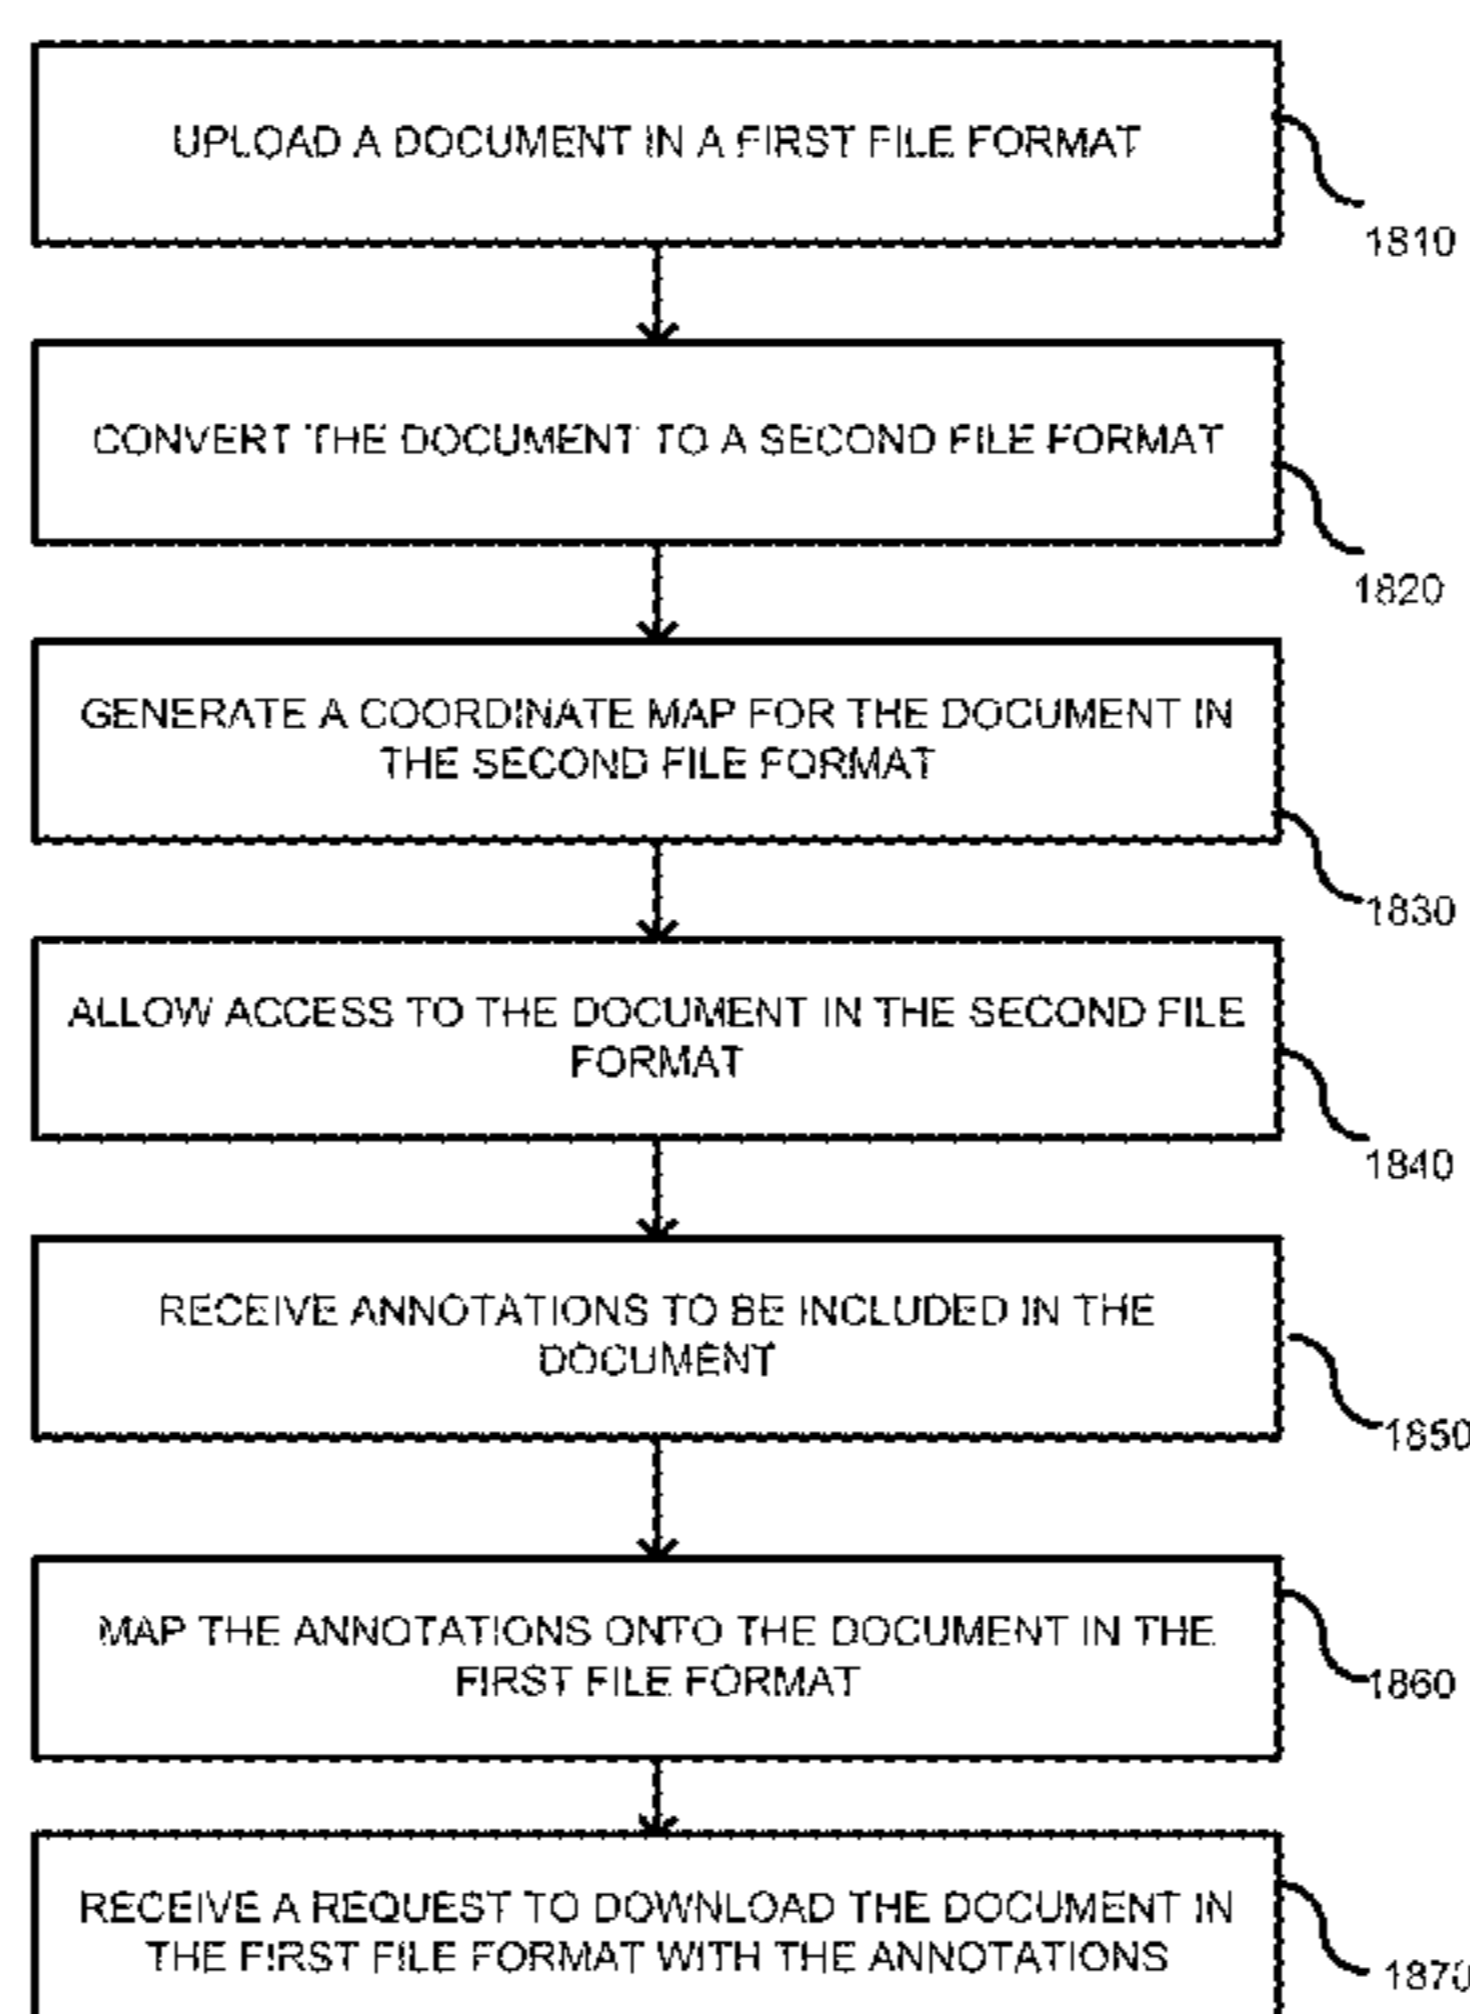 UPLOAD A DOCUMENT IN A FIRST FILE FORMAT
1810
CONVERT THE DOCUMENT TO A SECOND FILE FORMAT
1820
GENERATE A COORDINATE MAP FOR THE DOCUMENT IN
THE SECOND FILE FORMAT
1830
ALLOW ACCESS TO THE DOCUMENT IN THE SECOND FILE
FORMAT
1840
RECEIVE ANNOTATIONS TO BE INCLUDED IN THE
DOCUMENT
1850
MAP THE ANNOTATIONS ONTO THE DOCUMENT IN THE
FIRST FILE FORMAT
1860
RECEIVE A REQUEST TO DOWNLOAD THE DOCUMENT IN
THE FIRST FILE FORMAT WITH THE ANNOTATIONS
1870